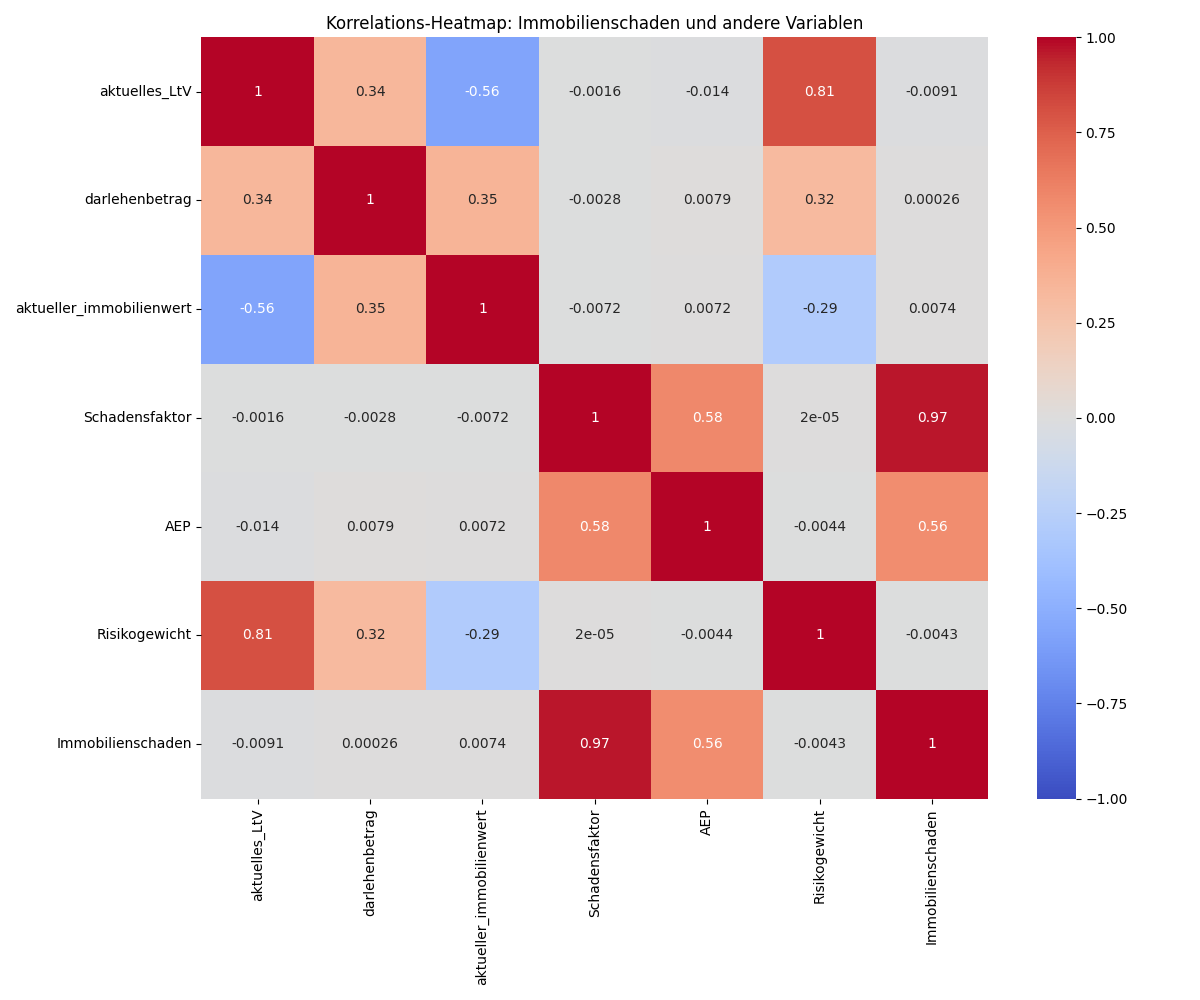 Korrelations-Heatmap: Immobilienschaden und andere Variablen
aktuelles_LtV 1 0.34 -0.56 -0.0016 -0.014 0.81 -0.0091
darlehenbetrag 0.34 1 0.35 -0.0028 0.0079 0.32 0.00026
aktueller_immobilienwert -0.56 0.35 1 -0.0072 0.0072 -0.29 0.0074
Schadensfaktor -0.0016 -0.0028 -0.0072 1 0.58 2e-05 0.97
AEP -0.014 0.0079 0.0072 0.58 1 -0.0044 0.56
Risikogewicht 0.81 0.32 -0.29 2e-05 -0.0044 1 -0.0043
Immobilienschaden -0.0091 0.00026 0.0074 0.97 0.56 -0.0043 1
aktuelles_LtV
darlehenbetrag
aktueller_immobilienwert
Schadensfaktor
AEP
Risikogewicht
Immobilienschaden
1.00
0.75
0.50
0.25
0.00
−0.25
−0.50
−0.75
−1.00